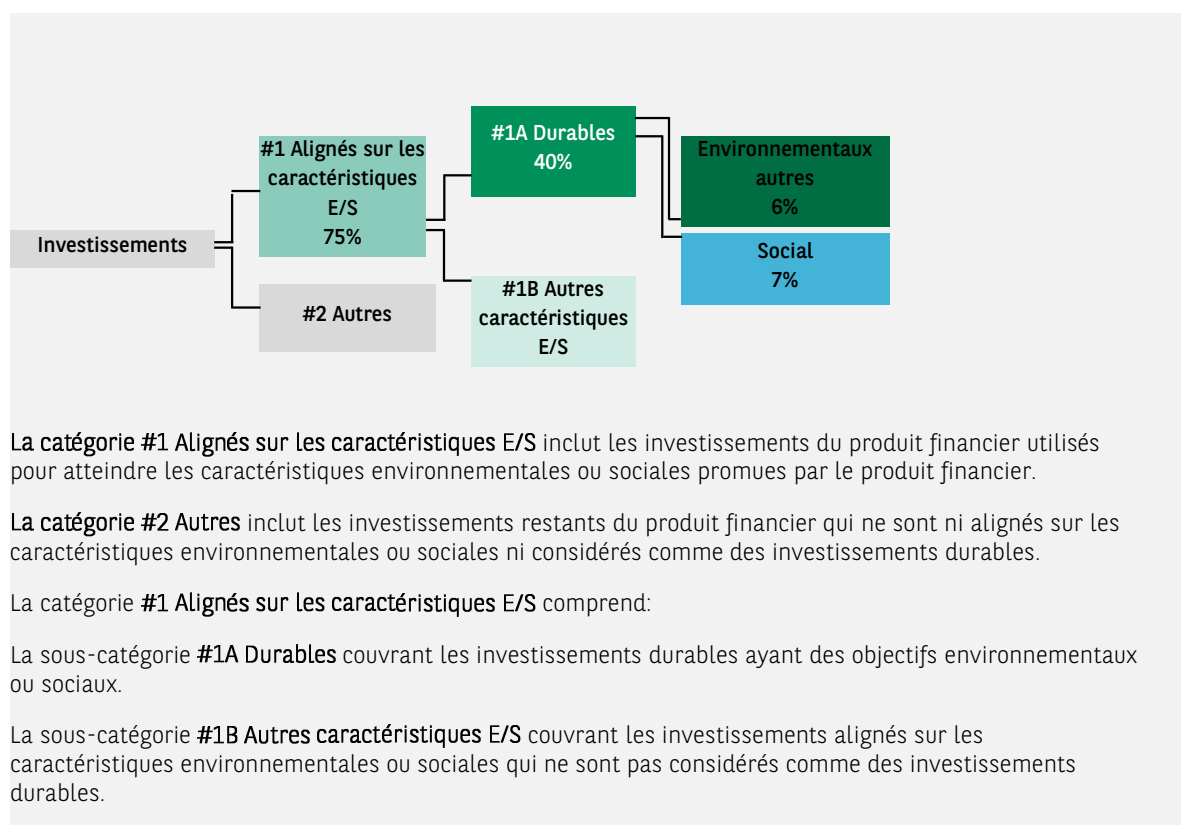 Investissements
#1 Alignés sur les
caractéristiques
E/S
75%
#2 Autres
#1A Durables
40%
#1B Autres
caractéristiques
E/S
Environnementaux
autres
6%
Social
7%
La catégorie #1 Alignés sur les caractéristiques E/S inclut les investissements du produit financier utilisés
pour atteindre les caractéristiques environnementales ou sociales promues par le produit financier.
La catégorie #2 Autres inclut les investissements restants du produit financier qui ne sont ni alignés sur les
caractéristiques environnementales ou sociales ni considérés comme des investissements durables.
La catégorie #1 Alignés sur les caractéristiques E/S comprend:
La sous-catégorie #1A Durables couvrant les investissements durables ayant des objectifs environnementaux
ou sociaux.
La sous-catégorie #1B Autres caractéristiques E/S couvrant les investissements alignés sur les
caractéristiques environnementales ou sociales qui ne sont pas considérés comme des investissements
durables.